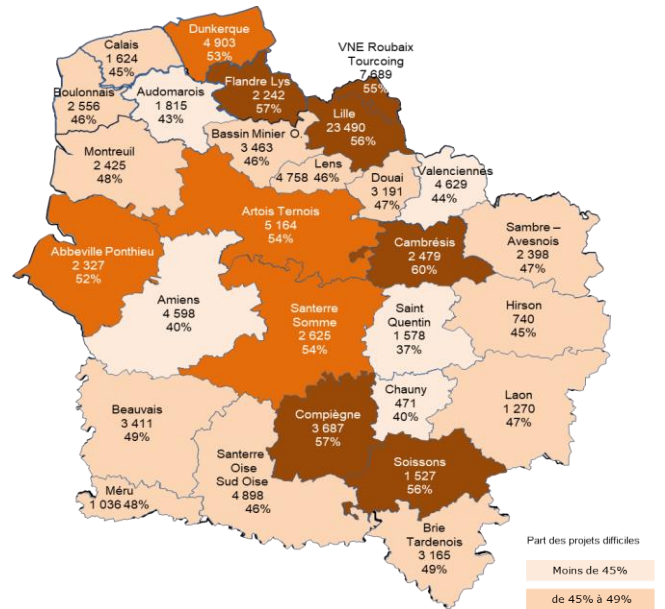 Dunkerque
4 903
53%
Calais
1 624
45%
VNE Roubaix
Tourcoing
7 689
55%
Flandre Lys
2 242
57%
Boulonnais
2 556
46%
Audomarois
1 815
43%
Lille
23 490
56%
Bassin Minier O.
3 463
46%
Montreuil
2 425
48%
Lens
4 758 46%
Douai
3 191
47%
Valenciennes
4 629
44%
Artois Ternois
5 164
54%
Sambre –
Avesnois
2 398
47%
Cambrésis
2 479
60%
Abbeville Ponthieu
2 327
52%
Amiens
4 598
40%
Santerre
Somme
2 625
54%
Saint
Quentin
1 578
37%
Hirson
740
45%
Chauny
471
40%
Laon
1 270
47%
Beauvais
3 411
49%
Compiègne
3 687
57%
Santerre
Oise
Sud Oise
4 898
46%
Soissons
1 527
56%
Méru
1 036 48%
Brie
Tardenois
3 165
49%
Part des projets difficiles
Moins de 45%
de 45% à 49%